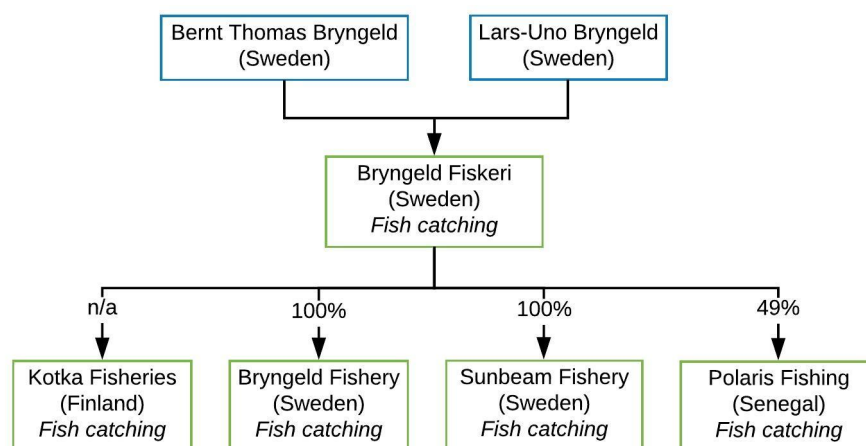 Bernt Thomas Bryngeld
(Sweden)
Lars-Uno Bryngeld
(Sweden)
Bryngeld Fiskeri
(Sweden)
Fish catching
n/a
100%
100%
49%
Kotka Fisheries
(Finland)
Fish catching
Bryngeld Fishery
(Sweden)
Fish catching
Sunbeam Fishery
(Sweden)
Fish catching
Polaris Fishing
(Senegal)
Fish catching